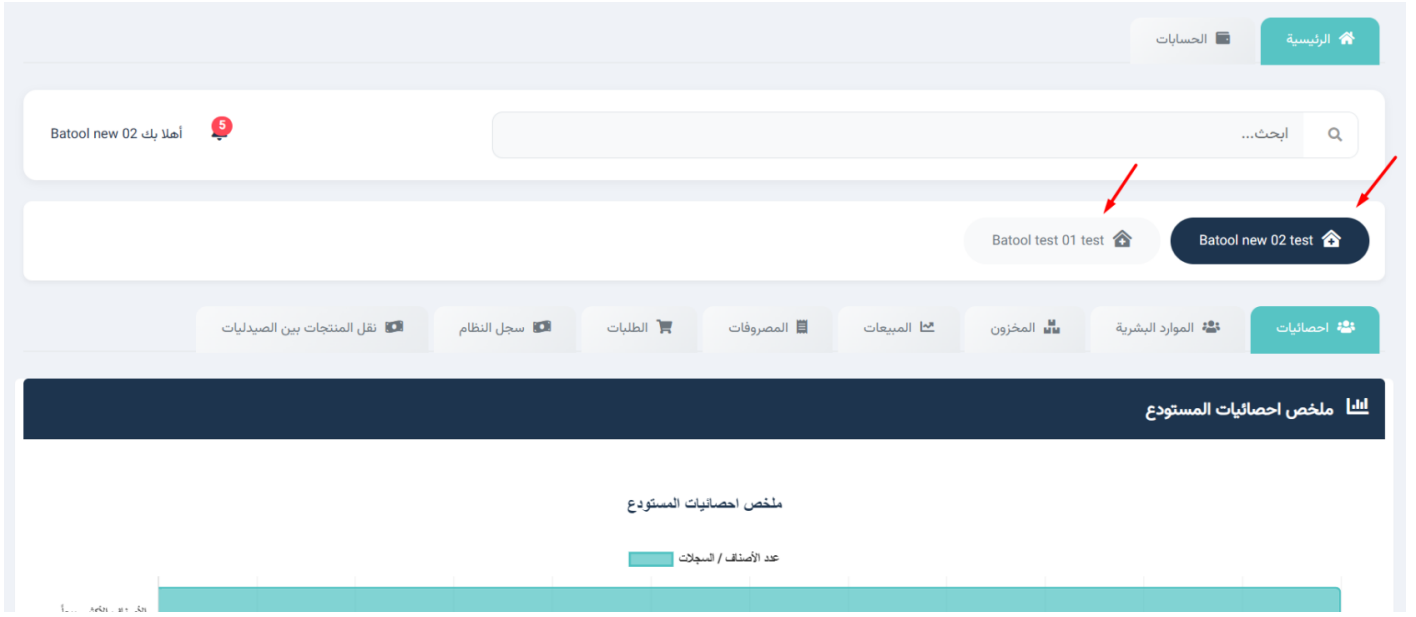 الرئيسية
الحسابات
ابحث...
5
أهلا بك Batool new 02
Batool new 02 test
Batool test 01 test
احصائيات
الموارد البشرية
المخزون
المبيعات
المصروفات
الطلبات
سجل النظام
نقل المنتجات بين الصيدليات
ملخص احصائيات المستودع
ملخص احصائيات المستودع
عدد الأصناف / السجلات